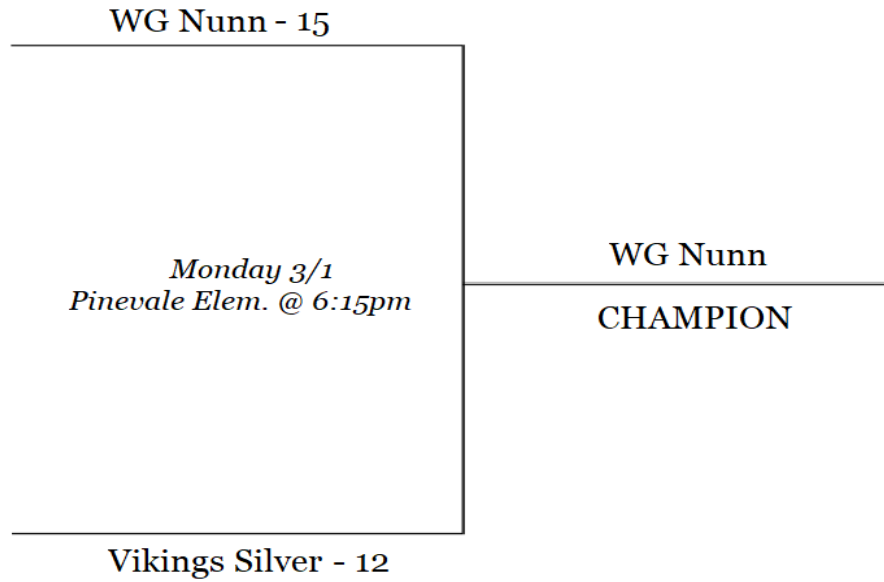 WG Nunn - 15
Monday 3/1
Pinevale Elem. @ 6:15pm
WG Nunn
CHAMPION
Vikings Silver - 12